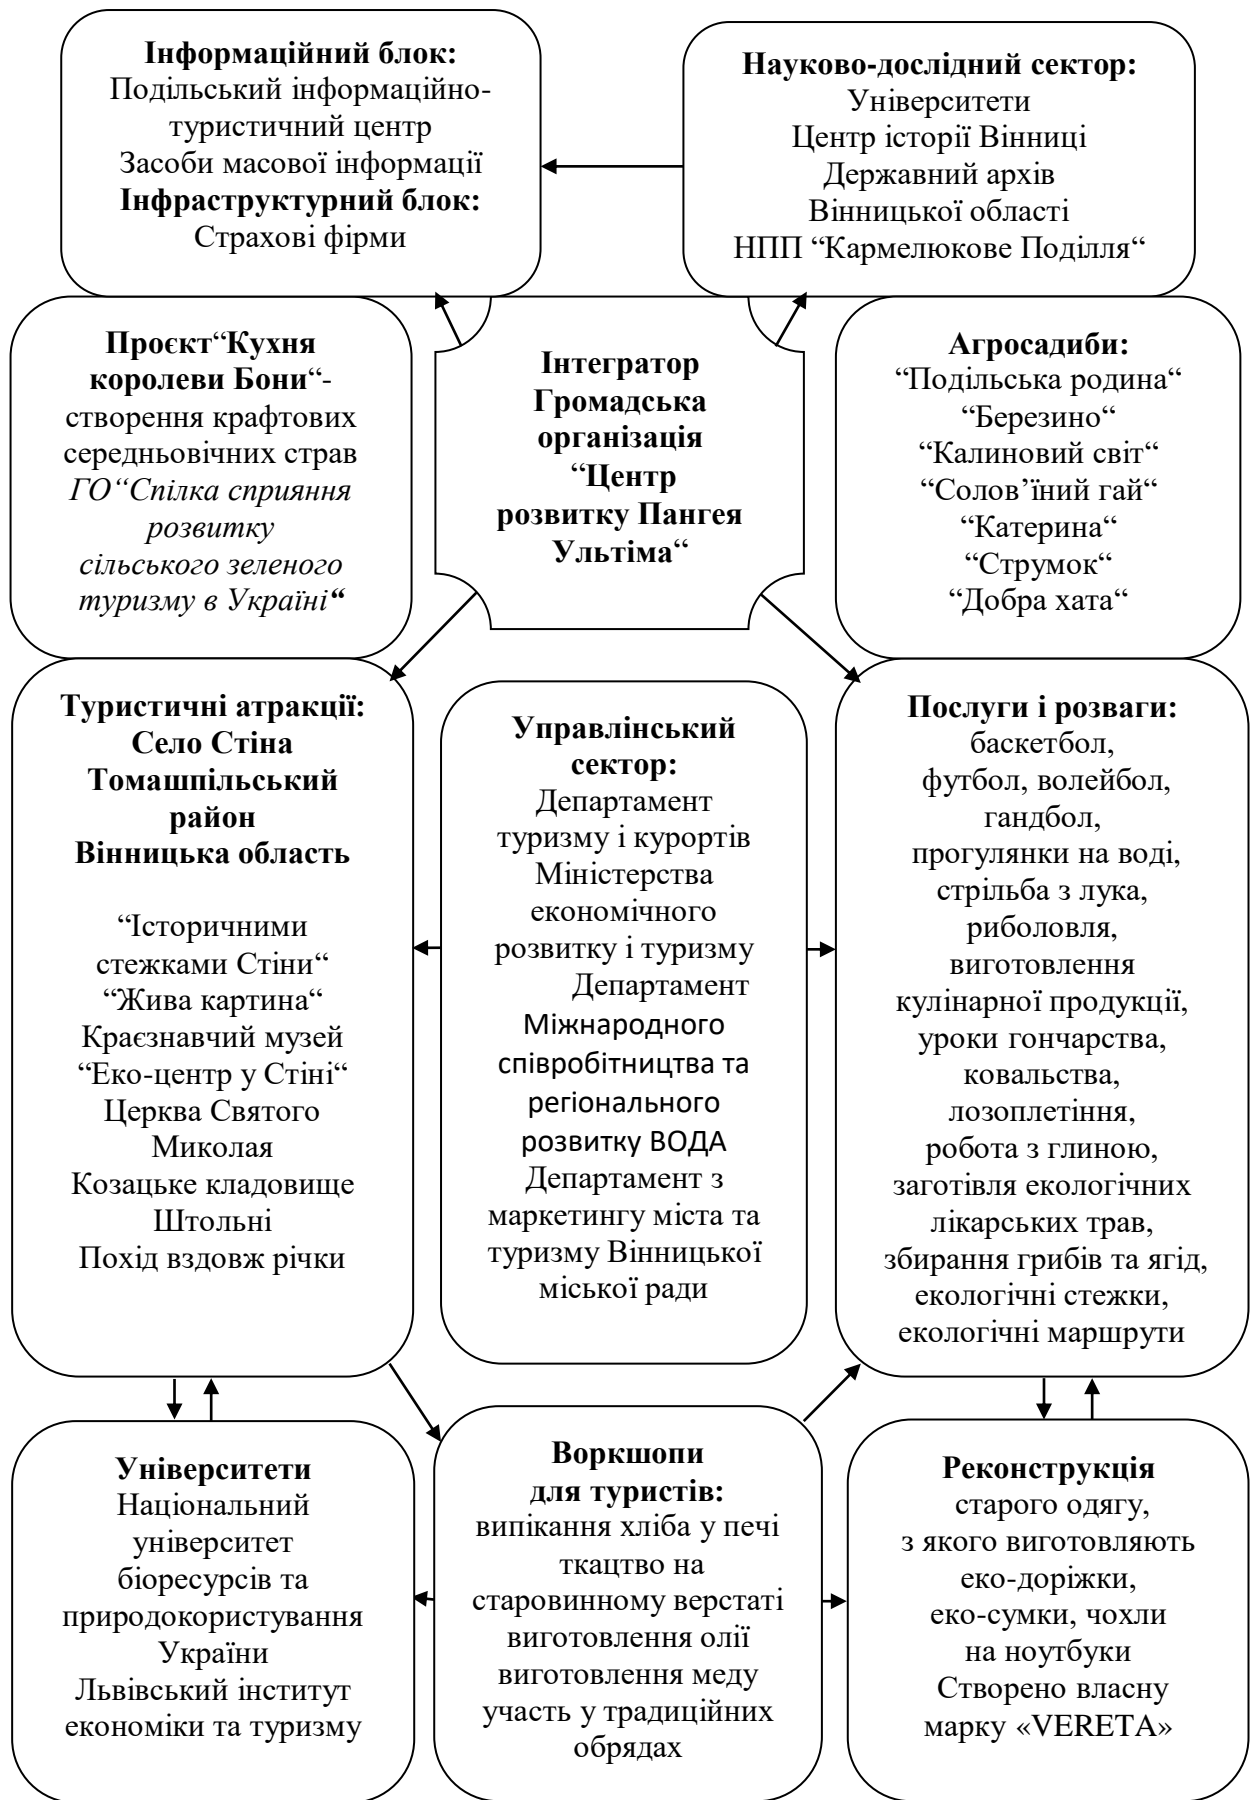 Інформаційний блок:
Подільський інформаційно-
туристичний центр
Засоби масової інформації
Інфраструктурний блок:
Страхові фірми
Науково-дослідний сектор:
Університети
Центр історії Вінниці
Державний архів
Вінницької області
НПП “Кармелюкове Поділля“
Проєкт“Кухня
королеви Бони“-
створення крафтових
середньовічних страв
ГО“Спілка сприяння
розвитку
сільського зеленого
туризму в Україні“
Інтегратор
Громадська
організація
“Центр
розвитку Пангея
Ультіма“
Агросадиби:
“Подільська родина“
“Березино“
“Калиновий світ“
“Солов’їний гай“
“Катерина“
“Струмок“
“Добра хата“
Туристичні атракції:
Село Стіна
Томашпільський
район
Вінницька область
“Історичними
стежками Стіни“
“Жива картина“
Краєзнавчий музей
“Еко-центр у Стіні“
Церква Святого
Миколая
Козацьке кладовище
Штольні
Похід вздовж річки
Управлінський
сектор:
Департамент
туризму і курортів
Міністерства
економічного
розвитку і туризму
Департамент
Міжнародного
співробітництва та
регіонального
розвитку ВОДА
Департамент з
маркетингу міста та
туризму Вінницької
міської ради
Послуги і розваги:
баскетбол,
футбол, волейбол,
гандбол,
прогулянки на воді,
стрільба з лука,
риболовля,
виготовлення
кулінарної продукції,
уроки гончарства,
ковальства,
лозоплетіння,
робота з глиною,
заготівля екологічних
лікарських трав,
збирання грибів та ягід,
екологічні стежки,
екологічні маршрути
Університети
Національний
університет
біоресурсів та
природокористування
України
Львівський інститут
економіки та туризму
Воркшопи
для туристів:
випікання хліба у печі
ткацтво на
старовинному верстаті
виготовлення олії
виготовлення меду
участь у традиційних
обрядах
Реконструкція
старого одягу,
з якого виготовляють
еко-доріжки,
еко-сумки, чохли
на ноутбуки
Створено власну
марку «VERETA»